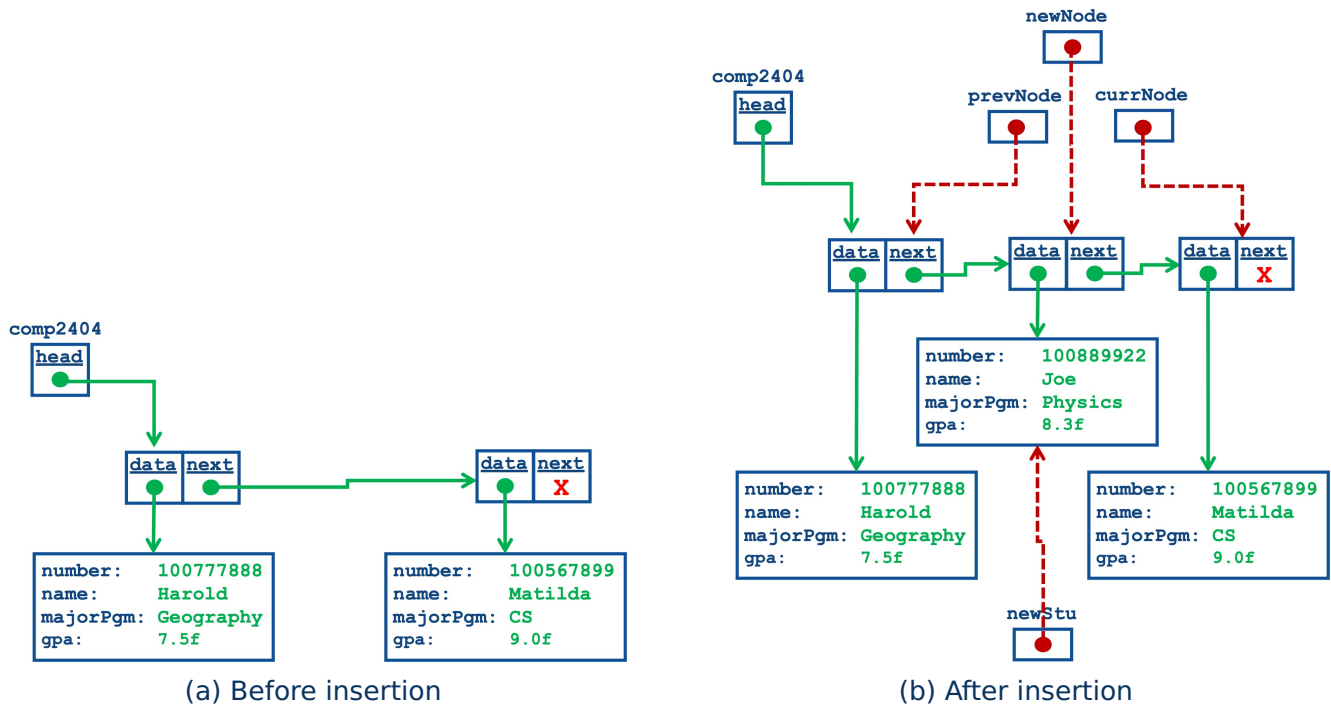 comp2404
head
data next
data next
X
number: 100777888
name: Harold
majorPgm: Geography
gpa: 7.5f
number: 100567899
name: Matilda
majorPgm: CS
gpa: 9.0f
(a) Before insertion
newNode
comp2404
head
prevNode
currNode
data next
data next
data next
X
number: 100889922
name: Joe
majorPgm: Physics
gpa: 8.3f
number: 100777888
name: Harold
majorPgm: Geography
gpa: 7.5f
number: 100567899
name: Matilda
majorPgm: CS
gpa: 9.0f
newStu
(b) After insertion